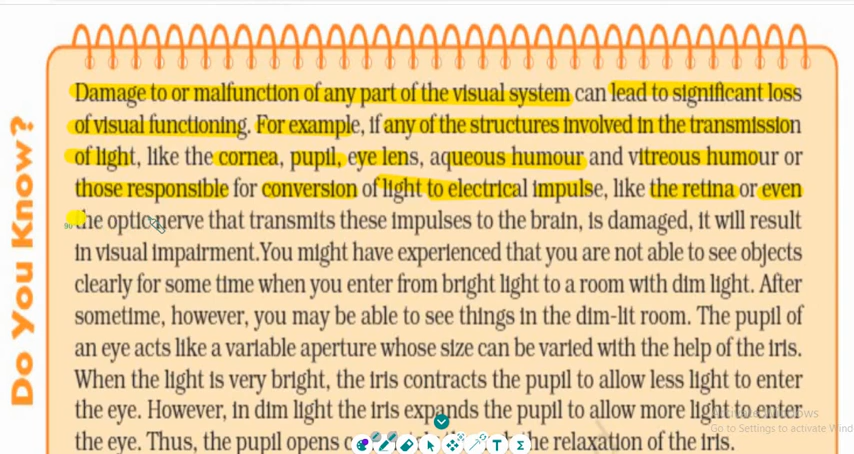 Do You Know?
Damage to or malfunction of any part of the visual system can lead to significant loss
of visual functioning. For example, if any of the structures involved in the transmission
of light, like the cornea, pupil, eye lens, aqueous humour and vitreous humour or
those responsible for conversion of light to electrical impulse, like the retina or even
the optic nerve that transmits these impulses to the brain, is damaged, it will result
in visual impairment.You might have experienced that you are not able to see objects
clearly for some time when you enter from bright light to a room with dim light. After
sometime, however, you may be able to see things in the dim-lit room. The pupil of
an eye acts like a variable aperture whose size can be varied with the help of the iris.
When the light is very bright, the iris contracts the pupil to allow less light to enter
the eye. However, in dim light the iris expands the pupil to allow more light to enter
the eye. Thus, the pupil opens the relaxation of the iris.
Go to Settings to activate Wind